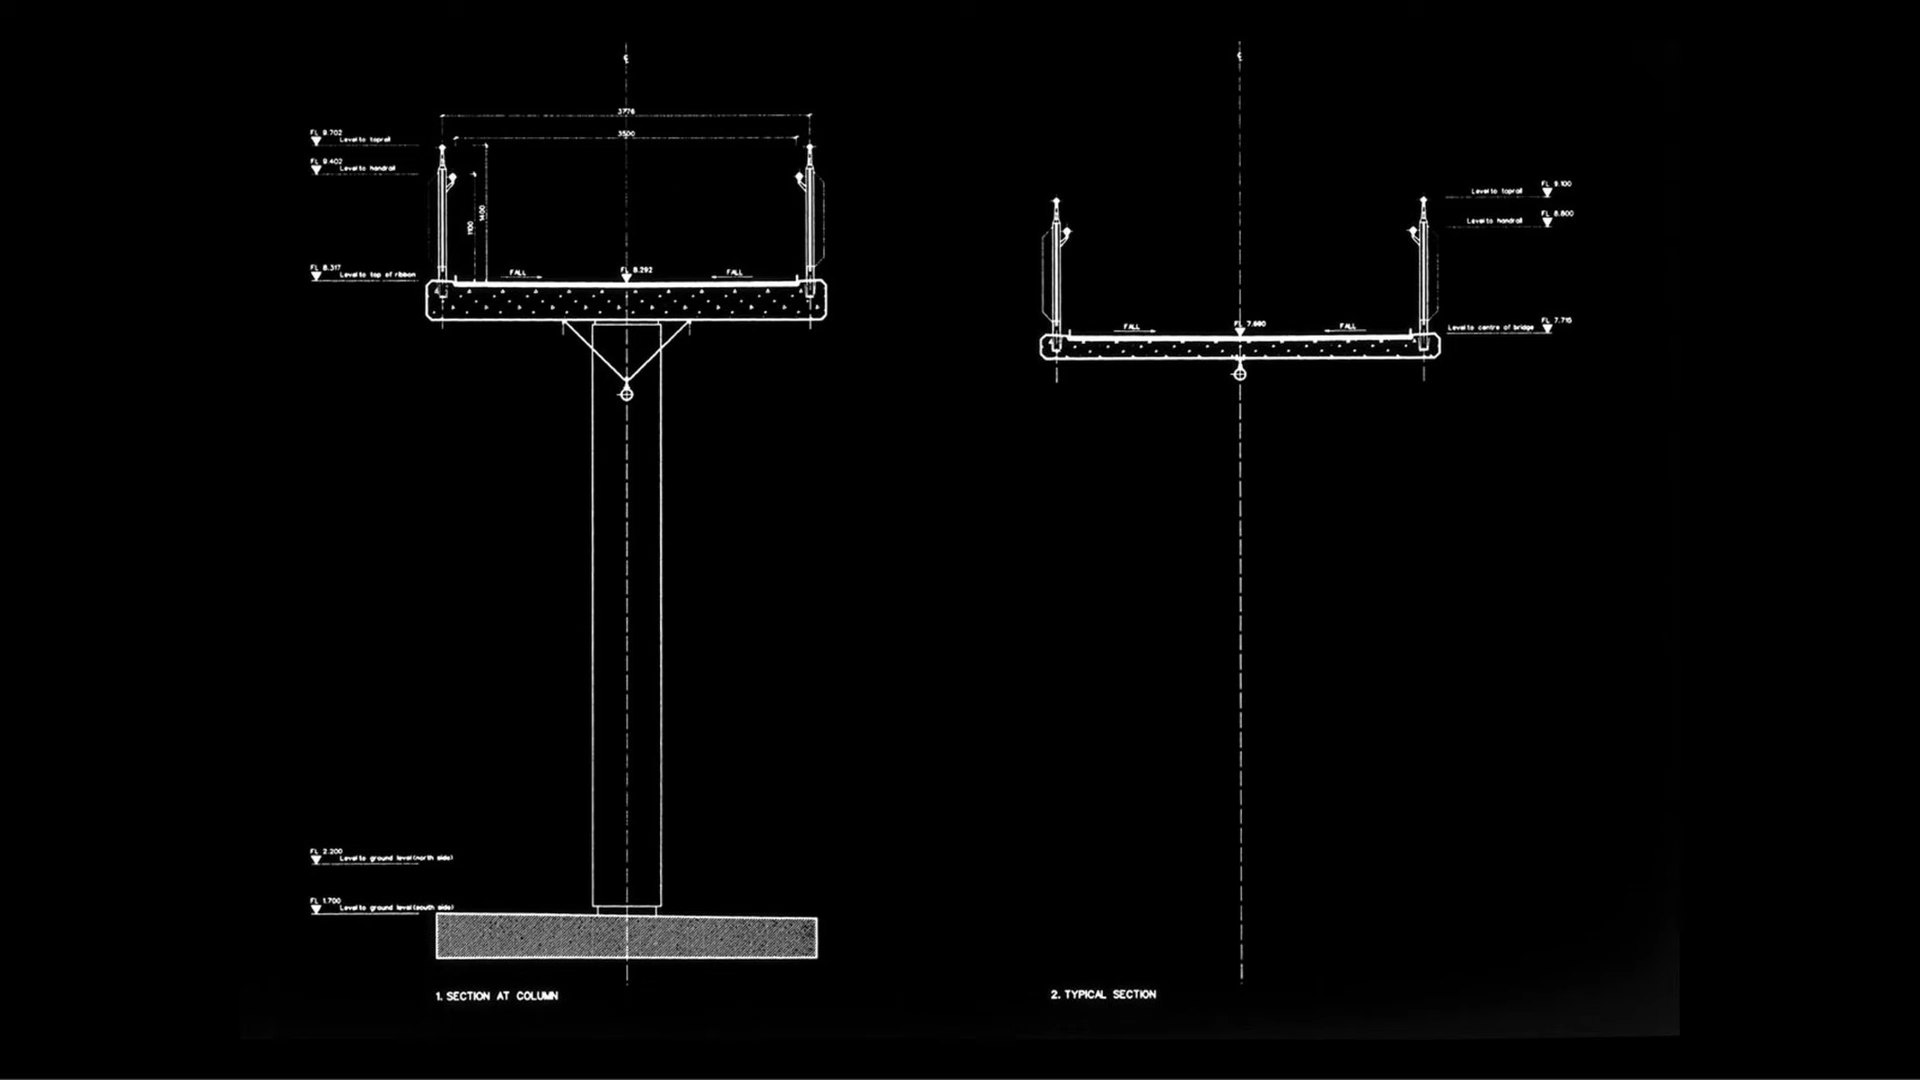 ℄
3776
3500
FL 9.702
Level to toprail
FL 9.402
Level to handrail
1400
1100
FL 8.317
Level to top of ribbon
FALL
FL 8.292
FALL
FL 2.200
Level to ground level (north side)
FL 1.700
Level to ground level (south side)
1. SECTION AT COLUMN
℄
FL 9.100
Level to toprail
FL 8.800
Level to handrail
FL 7.715
Level to centre of bridge
FALL
FL 7.690
FALL
2. TYPICAL SECTION